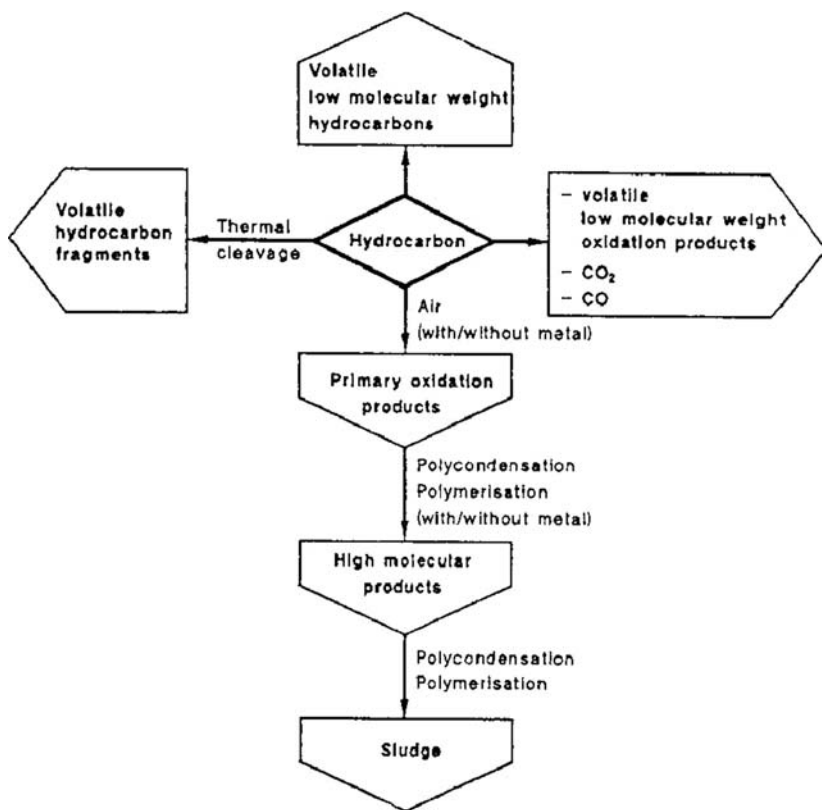 Volatile
low molecular weight
hydrocarbons
Volatile
hydrocarbon
fragments
Thermal
cleavage
Hydrocarbon
– volatile
low molecular weight
oxidation products
– CO₂
– CO
Air
(with/without metal)
Primary oxidation
products
Polycondensation
Polymerisation
(with/without metal)
High molecular
products
Polycondensation
Polymerisation
Sludge